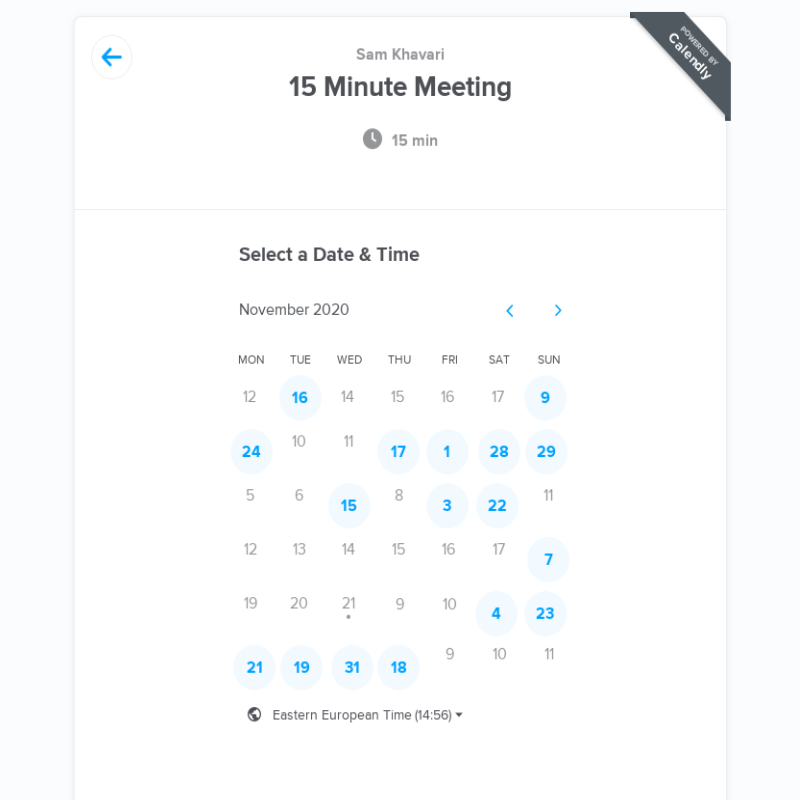 POWERED BY
Calendly
Sam Khavari
15 Minute Meeting
15 min
Select a Date & Time
November 2020
MON TUE WED THU FRI SAT SUN
12 16 14 15 16 17 9
24 10 11 17 1 28 29
5 6 15 8 3 22 11
12 13 14 15 16 17 7
19 20 21 9 10 4 23
21 19 31 18 9 10 11
Eastern European Time (14:56)